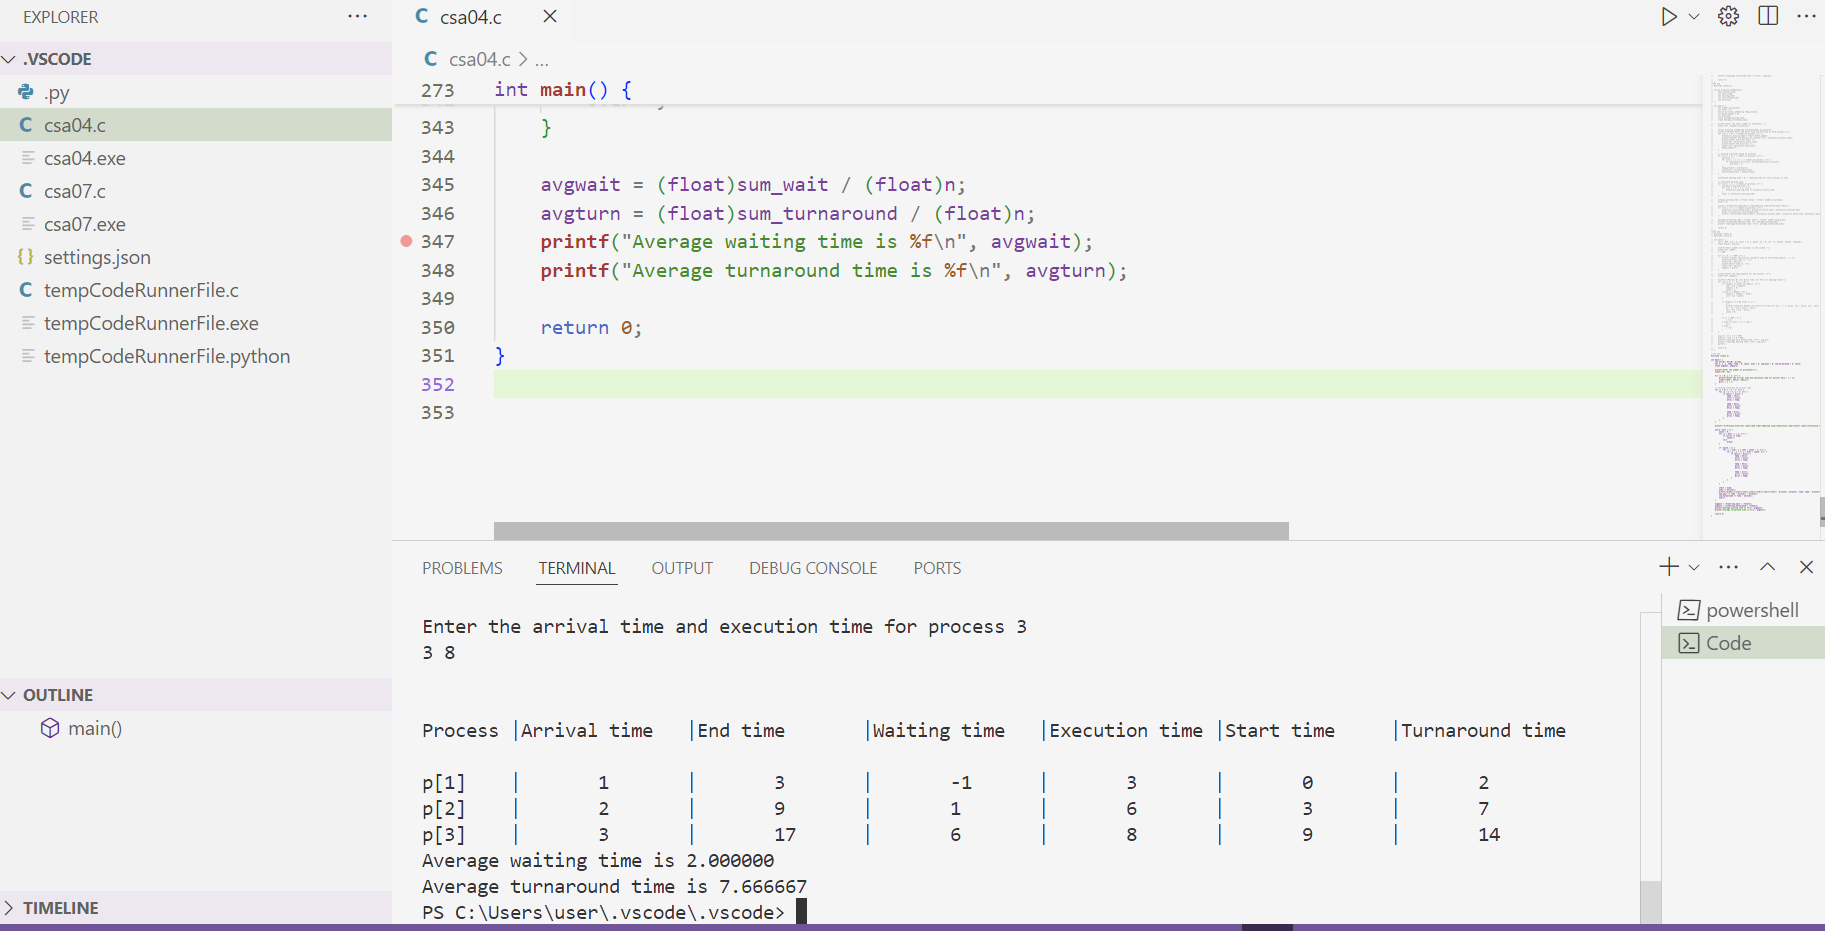 EXPLORER
.VSCODE
.py
C csa04.c
csa04.exe
C csa07.c
csa07.exe
{} settings.json
C tempCodeRunnerFile.c
tempCodeRunnerFile.exe
tempCodeRunnerFile.python
OUTLINE
main()
TIMELINE
C csa04.c
C csa04.c > ...
273 int main() {
343 }
344
345 avgwait = (float)sum_wait / (float)n;
346 avgturn = (float)sum_turnaround / (float)n;
347 printf("Average waiting time is %f\n", avgwait);
348 printf("Average turnaround time is %f\n", avgturn);
349
350 return 0;
351 }
352
353
PROBLEMS TERMINAL OUTPUT DEBUG CONSOLE PORTS
Enter the arrival time and execution time for process 3
3 8
Process |Arrival time |End time |Waiting time |Execution time |Start time |Turnaround time
p[1] | 1 | 3 | -1 | 3 | 0 | 2
p[2] | 2 | 9 | 1 | 6 | 3 | 7
p[3] | 3 | 17 | 6 | 8 | 9 | 14
Average waiting time is 2.000000
Average turnaround time is 7.666667
PS C:\Users\user\.vscode\.vscode>
powershell
Code